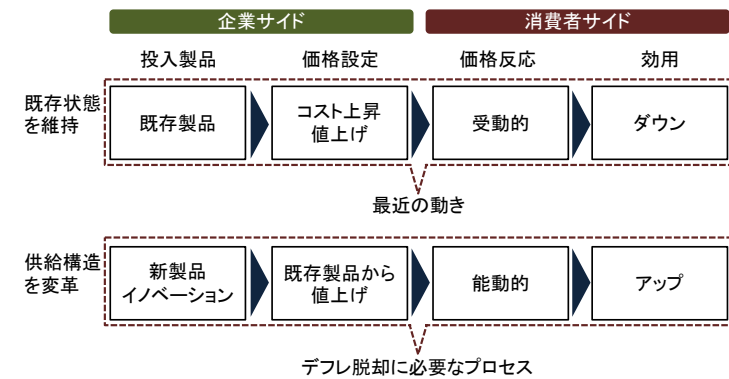 企業サイド
消費者サイド
投入製品
価格設定
価格反応
効用
既存状態
を維持
既存製品
コスト上昇
値上げ
受動的
ダウン
最近の動き
供給構造
を変革
新製品
イノベーション
既存製品から
値上げ
能動的
アップ
デフレ脱却に必要なプロセス